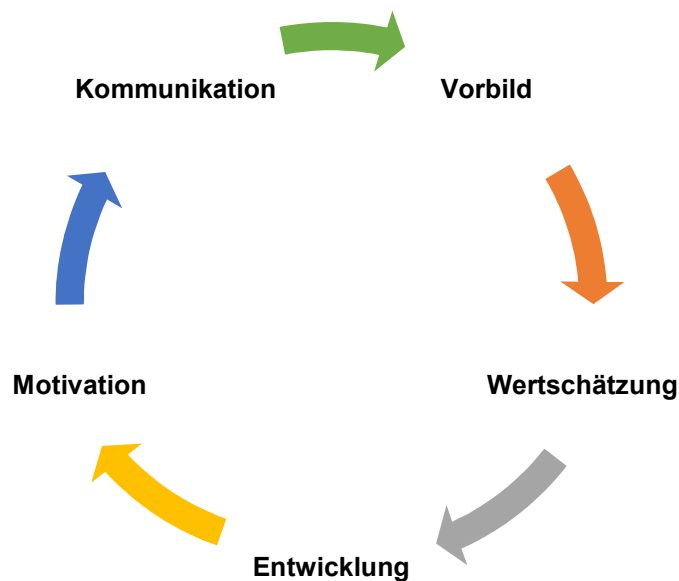 Kommunikation
Vorbild
Motivation
Wertschätzung
Entwicklung